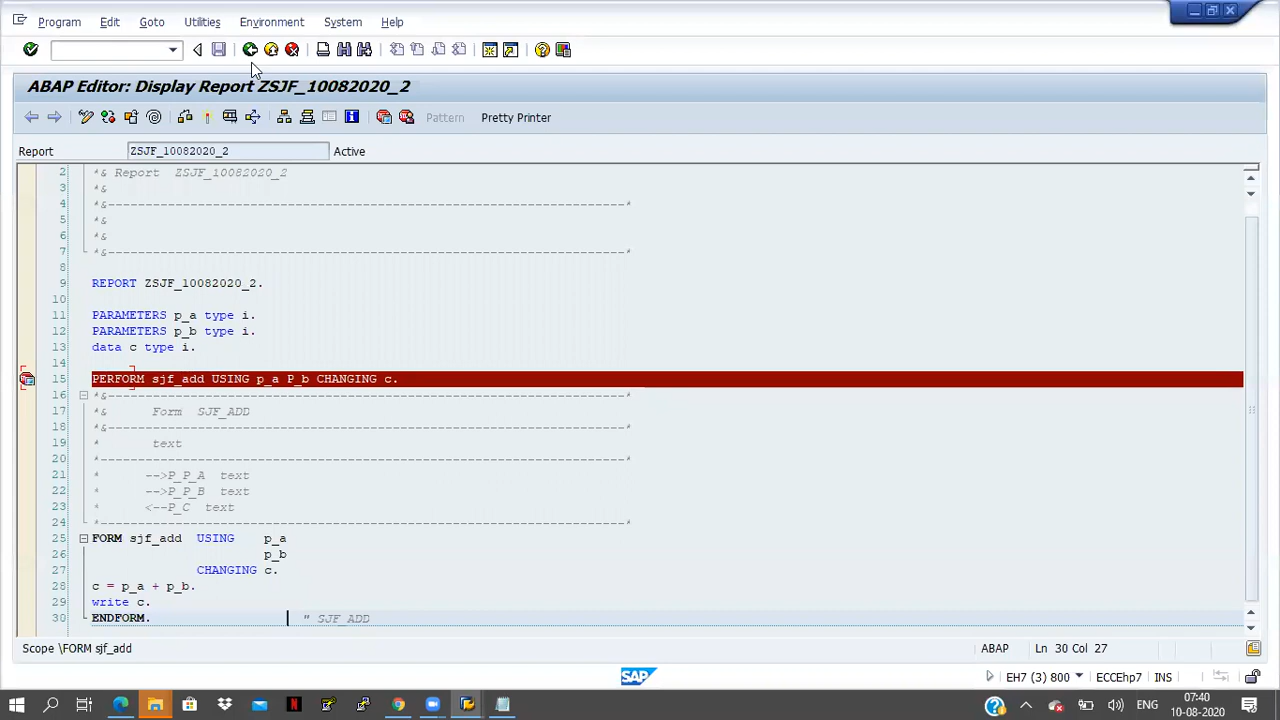 Program Edit Goto Utilities Environment System Help
ABAP Editor: Display Report ZSJF_10082020_2
Pattern Pretty Printer
Report ZSJF_10082020_2 Active
2 *& Report  ZSJF_10082020_2
3 *&
4 *&---------------------------------------------------------------------*
5 *&
6 *&
7 *&---------------------------------------------------------------------*
8
9 REPORT ZSJF_10082020_2.
10
11 PARAMETERS p_a type i.
12 PARAMETERS p_b type i.
13 data c type i.
14
15 PERFORM sjf_add USING p_a P_b CHANGING c.
16 *&---------------------------------------------------------------------*
17 *&      Form  SJF_ADD
18 *&---------------------------------------------------------------------*
19 *       text
20 *----------------------------------------------------------------------*
21 *      -->P_P_A  text
22 *      -->P_P_B  text
23 *      <--P_C  text
24 *----------------------------------------------------------------------*
25 FORM sjf_add  USING    p_a
26                        p_b
27               CHANGING c.
28 c = p_a + p_b.
29 write c.
30 ENDFORM.                    " SJF_ADD
Scope \FORM sjf_add ABAP Ln 30 Col 27
SAP EH7 (3) 800 ECCEhp7 INS
ENG 07:40
10-08-2020